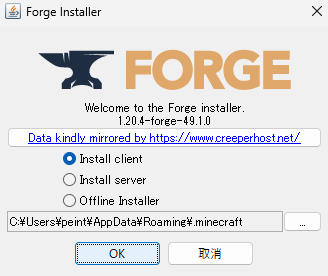 Forge Installer
FORGE
Welcome to the Forge installer.
1.20.4-forge-49.1.0
Data kindly mirrored by https://www.creeperhost.net/
Install client
Install server
Offline Installer
C:¥Users¥peint¥AppData¥Roaming¥.minecraft
...
OK
取消